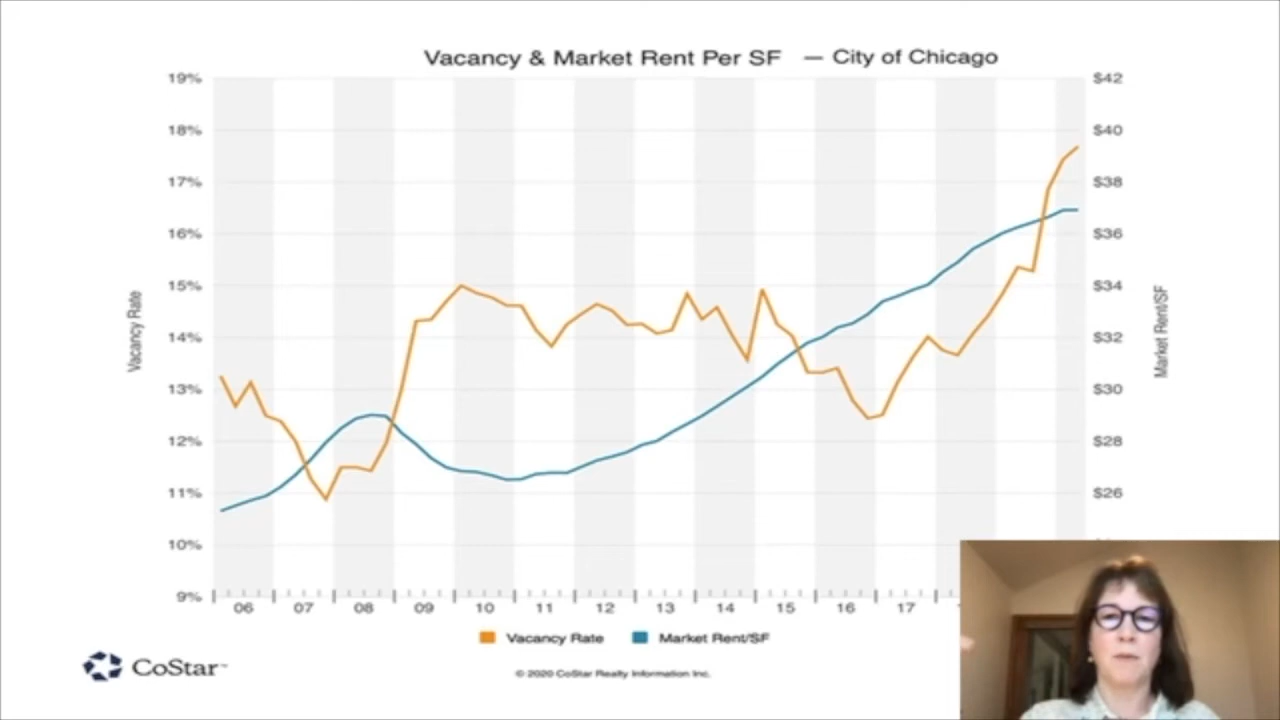 Vacancy & Market Rent Per SF — City of Chicago
19% $42
18% $40
17% $38
16% $36
15% $34
14% $32
13% $30
12% $28
11% $26
10%
9%
Vacancy Rate
Market Rent/SF
06 07 08 09 10 11 12 13 14 15 16 17
Vacancy Rate Market Rent/SF
CoStar™
© 2020 CoStar Realty Information Inc.